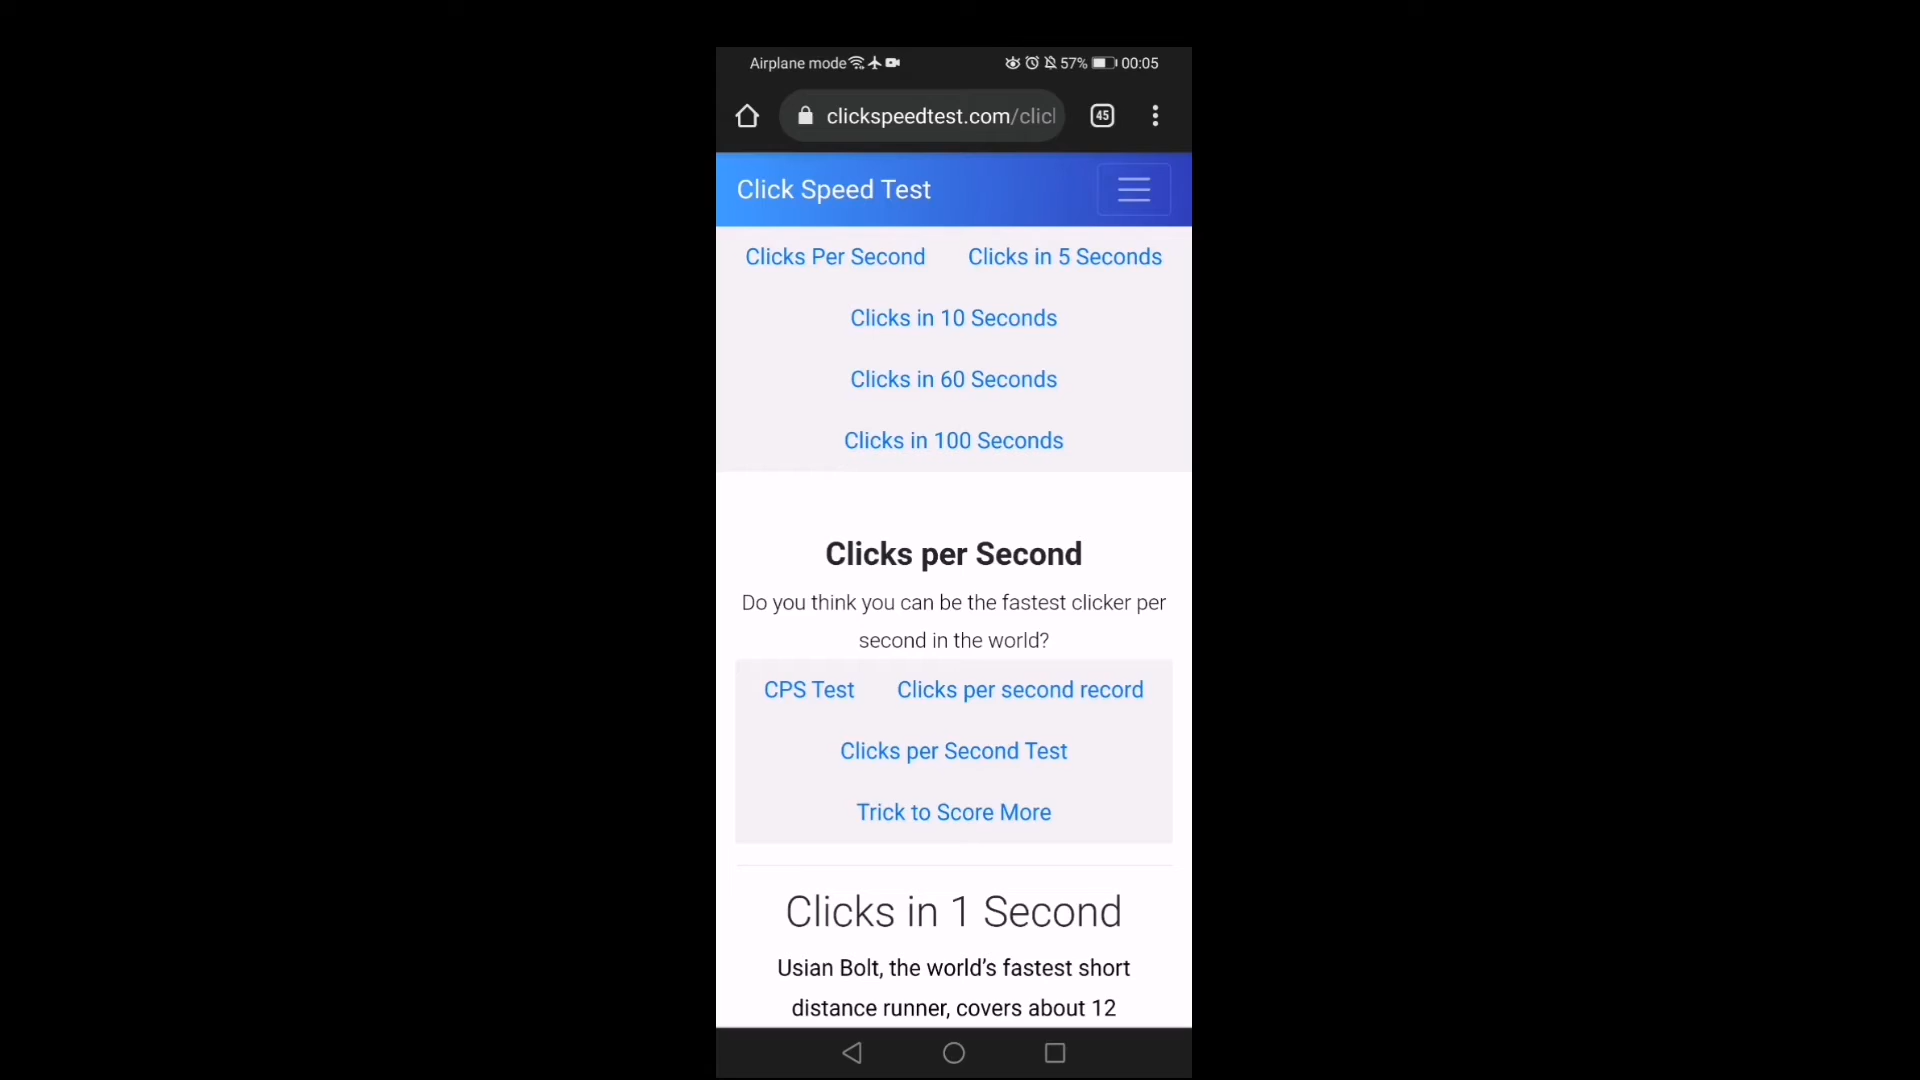 Airplane mode 57% 00:05
clickspeedtest.com/clicl 45
Click Speed Test
Clicks Per Second Clicks in 5 Seconds
Clicks in 10 Seconds
Clicks in 60 Seconds
Clicks in 100 Seconds
Clicks per Second
Do you think you can be the fastest clicker per
second in the world?
CPS Test Clicks per second record
Clicks per Second Test
Trick to Score More
Clicks in 1 Second
Usian Bolt, the world’s fastest short
distance runner, covers about 12